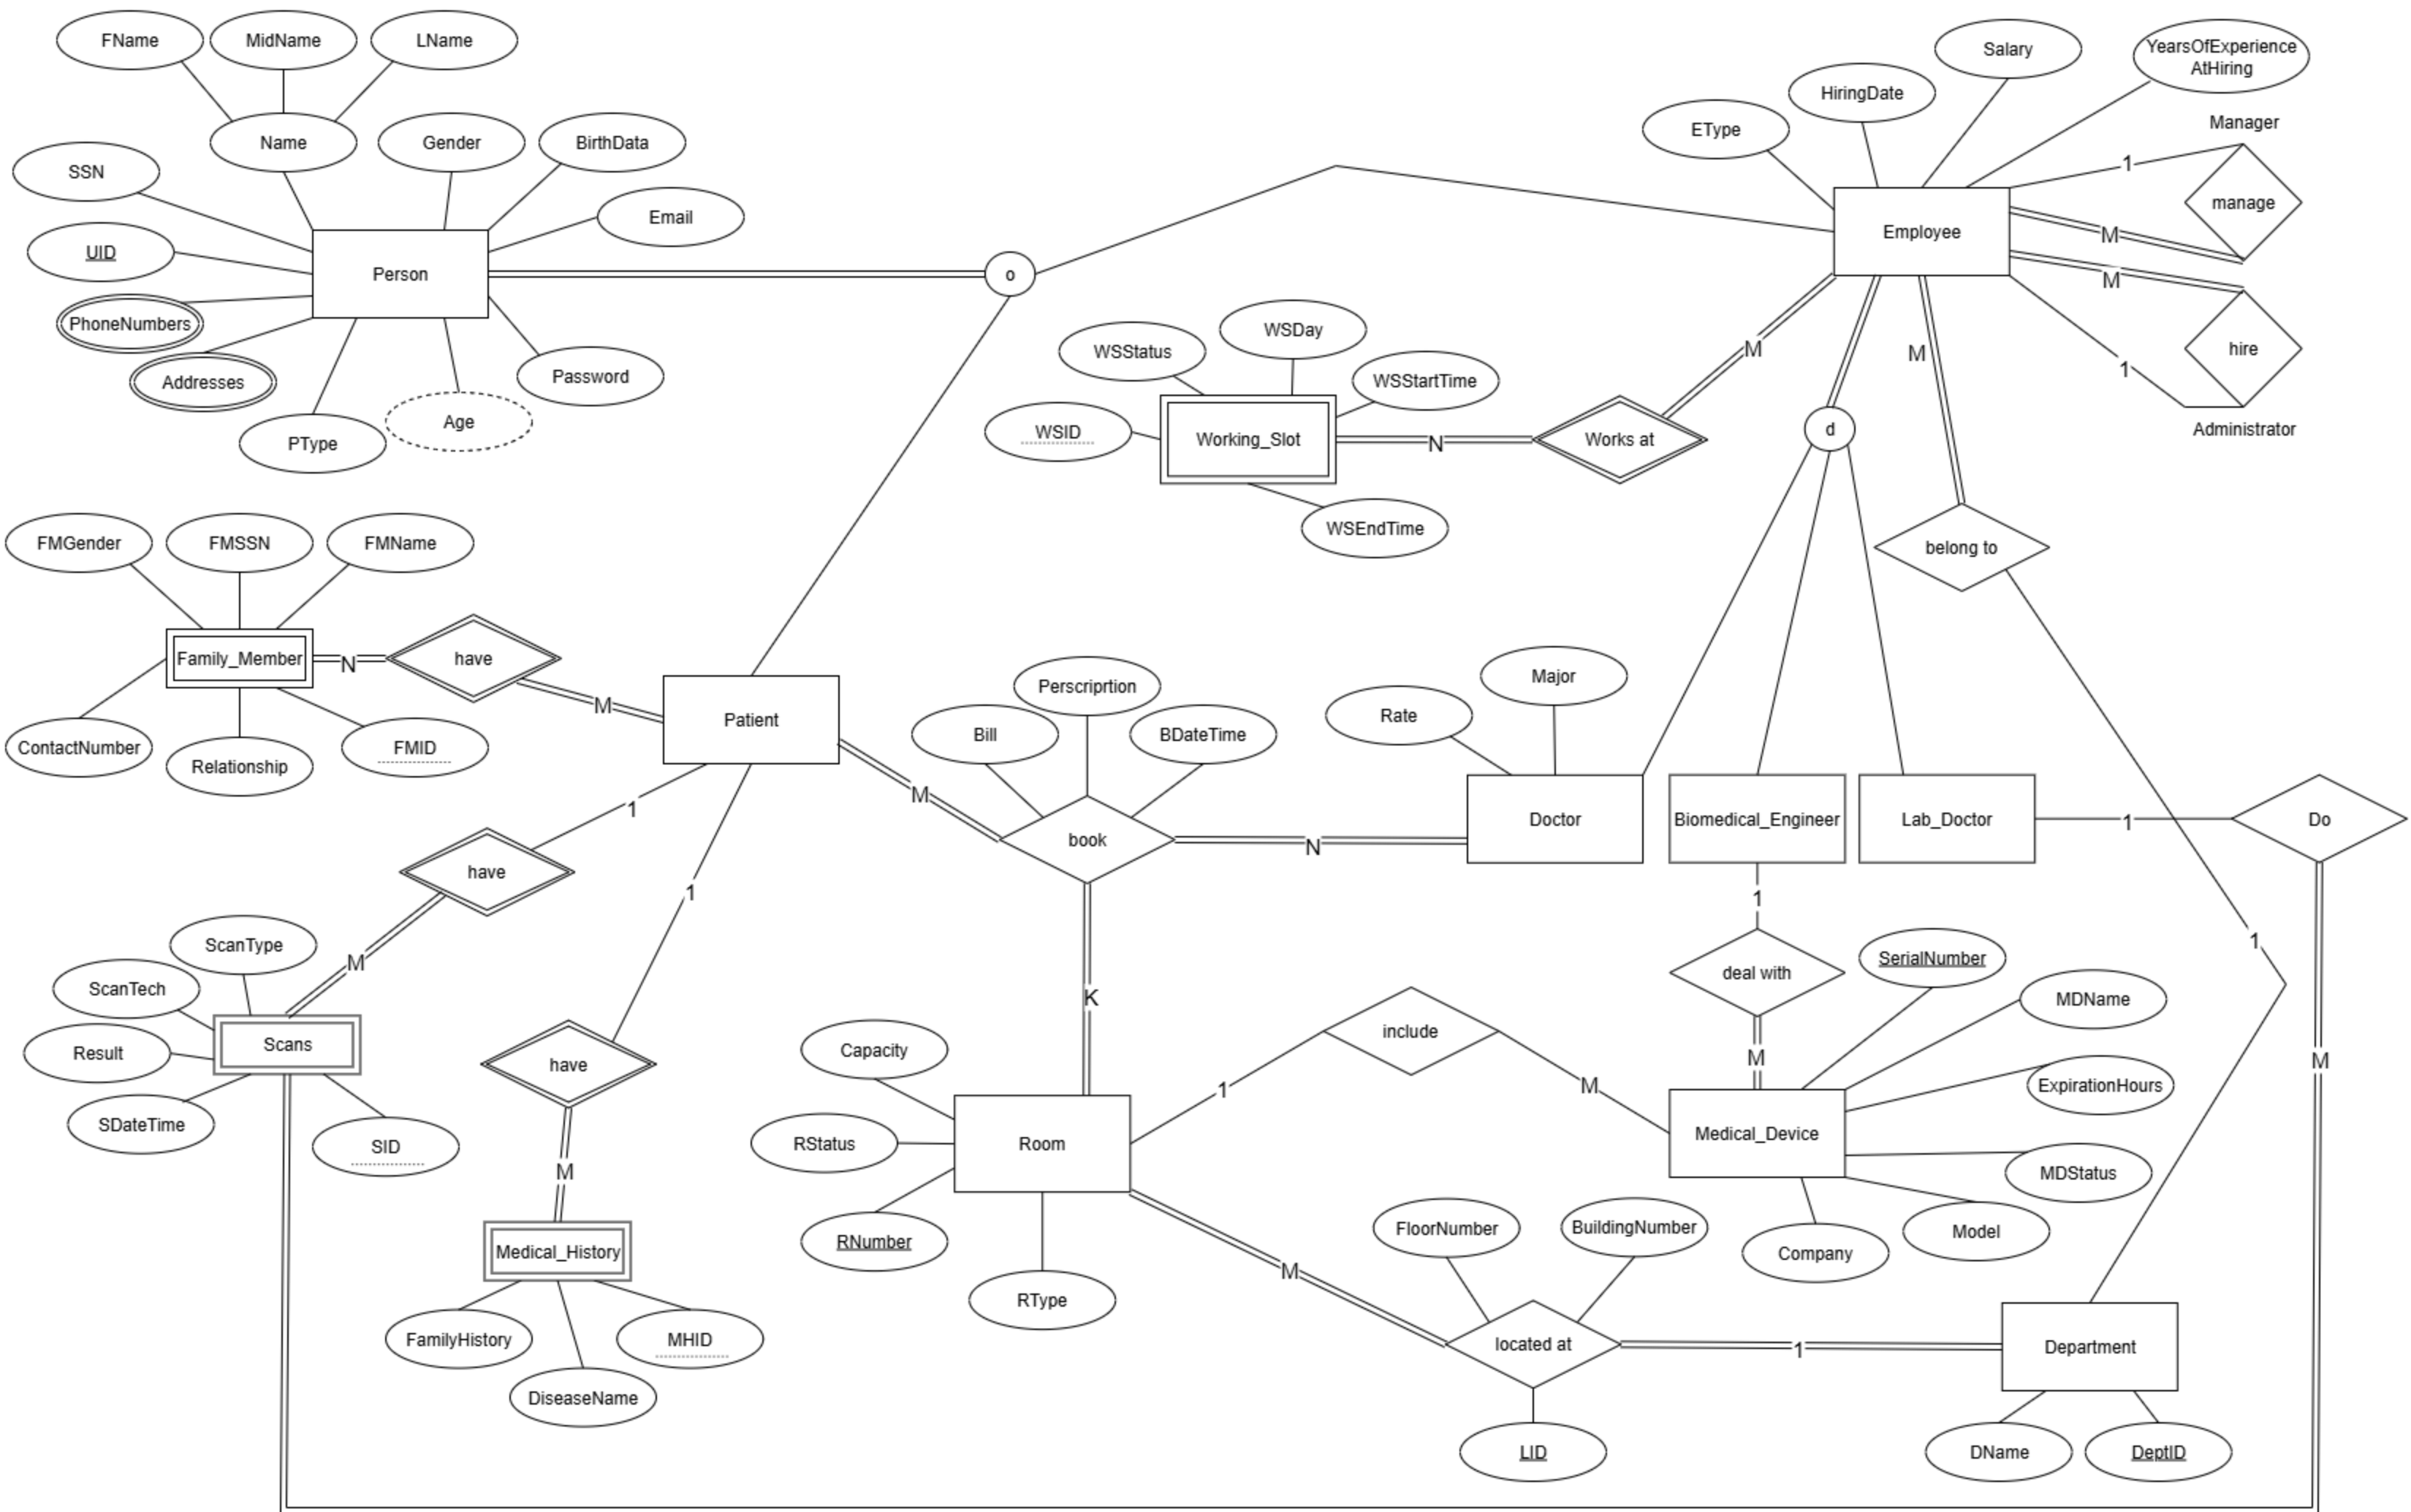 FName
MidName
LName
Name
Gender
BirthData
SSN
Email
UID
Person
PhoneNumbers
Addresses
PType
Age
Password
o
Salary
YearsOfExperience
AtHiring
HiringDate
EType
Manager
1
manage
Employee
M
M
hire
1
Administrator
WSDay
WSStatus
WSStartTime
WSID
Working_Slot
N
Works at
M
WSEndTime
d
M
belong to
FMGender
FMSSN
FMName
Family_Member
N
have
M
ContactNumber
Relationship
FMID
Patient
Perscriprtion
Bill
BDateTime
M
book
N
Rate
Major
Doctor
Biomedical_Engineer
Lab_Doctor
1
Do
1
have
M
1
ScanType
ScanTech
Result
Scans
SDateTime
SID
have
M
Medical_History
FamilyHistory
MHID
DiseaseName
K
Capacity
RStatus
Room
RNumber
RType
1
include
M
1
deal with
M
SerialNumber
MDName
ExpirationHours
Medical_Device
MDStatus
Model
Company
1
M
M
FloorNumber
BuildingNumber
located at
1
Department
LID
DName
DeptID